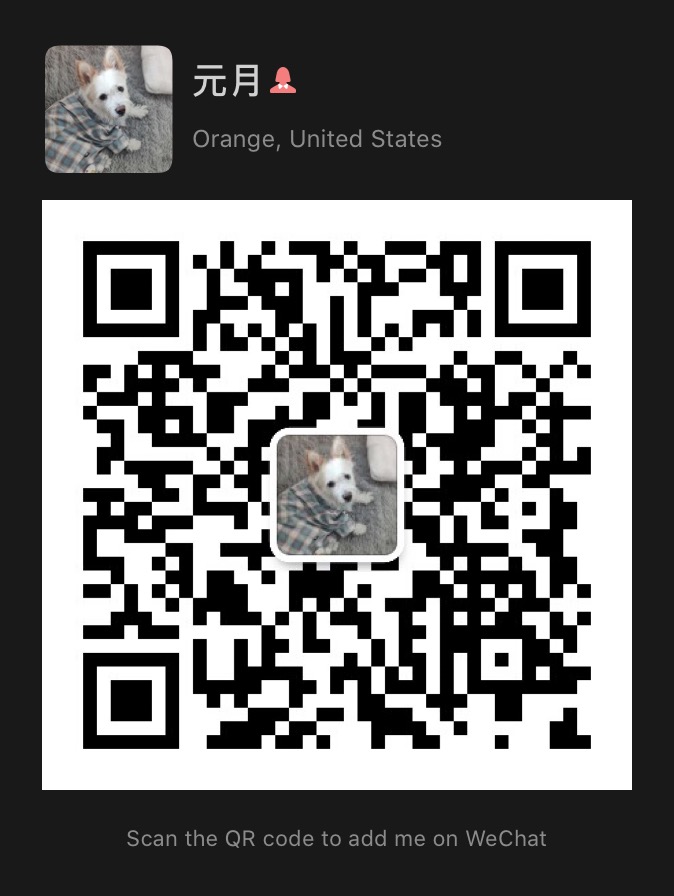 元月
Orange, United States
Scan the QR code to add me on WeChat